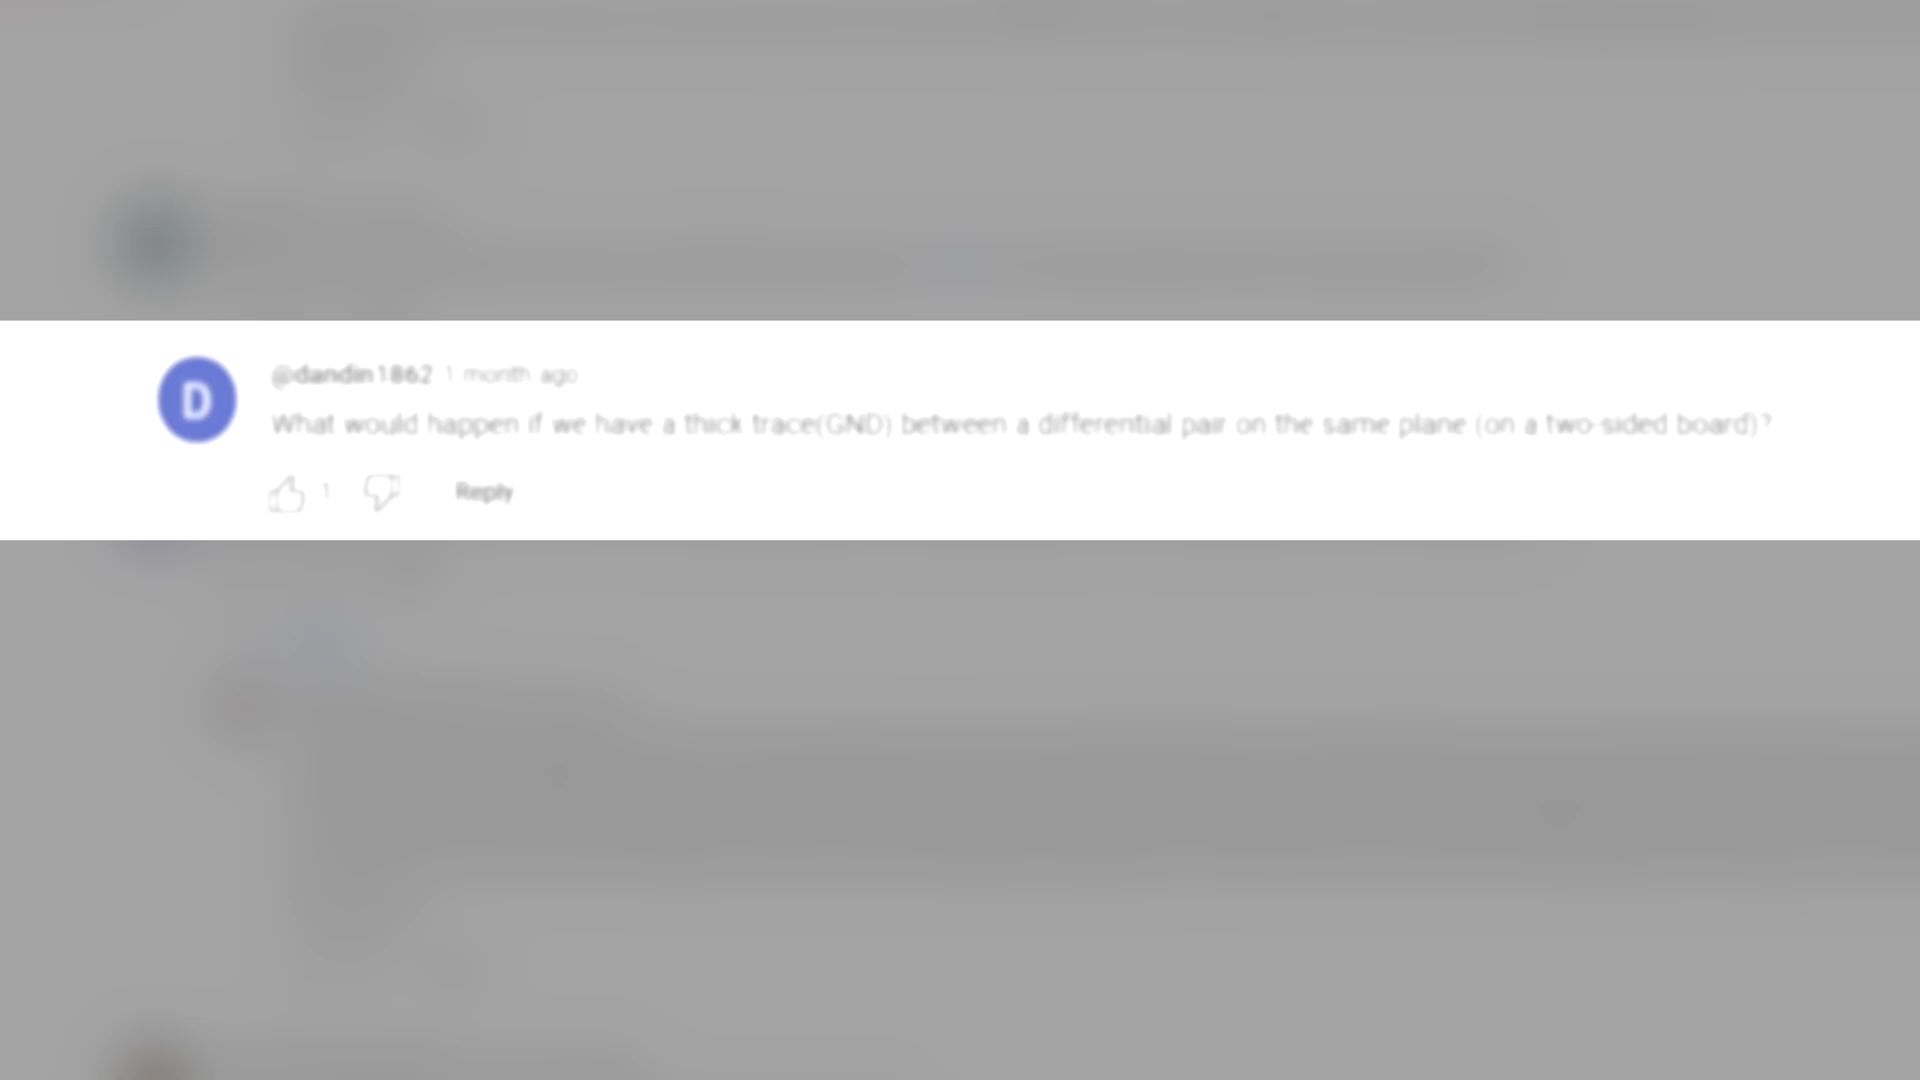 D
@dandin1862 1 month ago
What would happen if we have a thick trace(GND) between a differential pair on the same plane (on a two-sided board)?
1
Reply